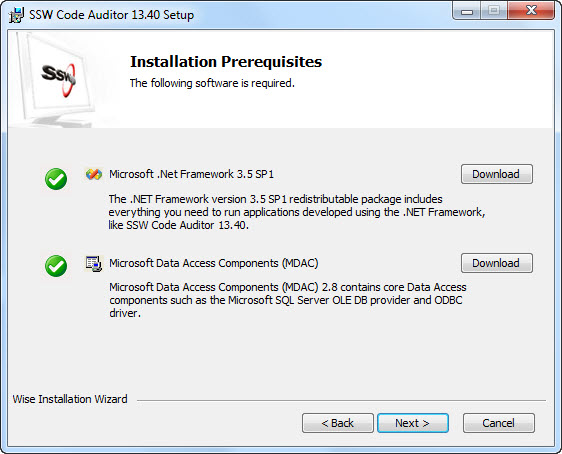 SSW Code Auditor 13.40 Setup
SSW
Installation Prerequisites
The following software is required.
Microsoft .Net Framework 3.5 SP1
Download
The .NET Framework version 3.5 SP1 redistributable package includes
everything you need to run applications developed using the .NET Framework,
like SSW Code Auditor 13.40.
Microsoft Data Access Components (MDAC)
Download
Microsoft Data Access Components (MDAC) 2.8 contains core Data Access
components such as the Microsoft SQL Server OLE DB provider and ODBC
driver.
Wise Installation Wizard
< Back
Next >
Cancel